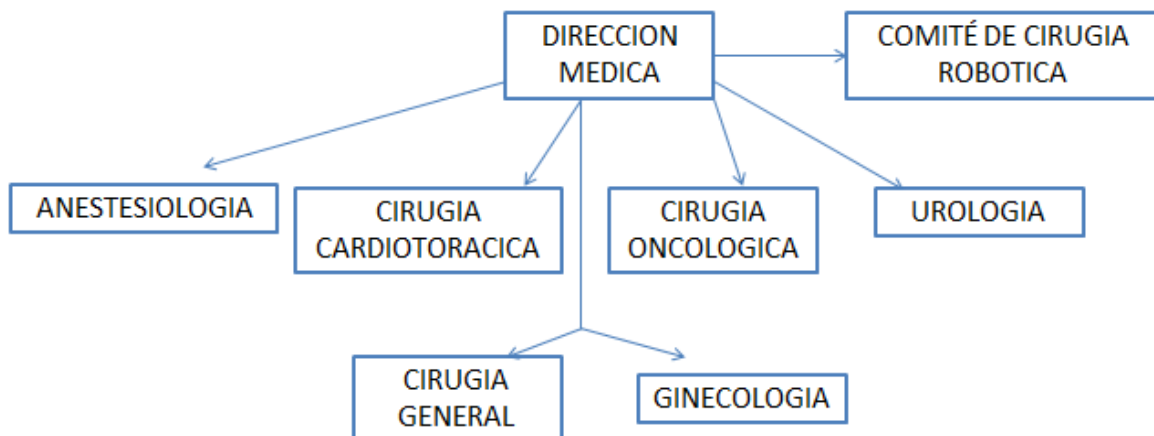 DIRECCION
MEDICA
COMITÉ DE CIRUGIA
ROBOTICA
ANESTESIOLOGIA
CIRUGIA
CARDIOTORACICA
CIRUGIA
ONCOLOGICA
UROLOGIA
CIRUGIA
GENERAL
GINECOLOGIA